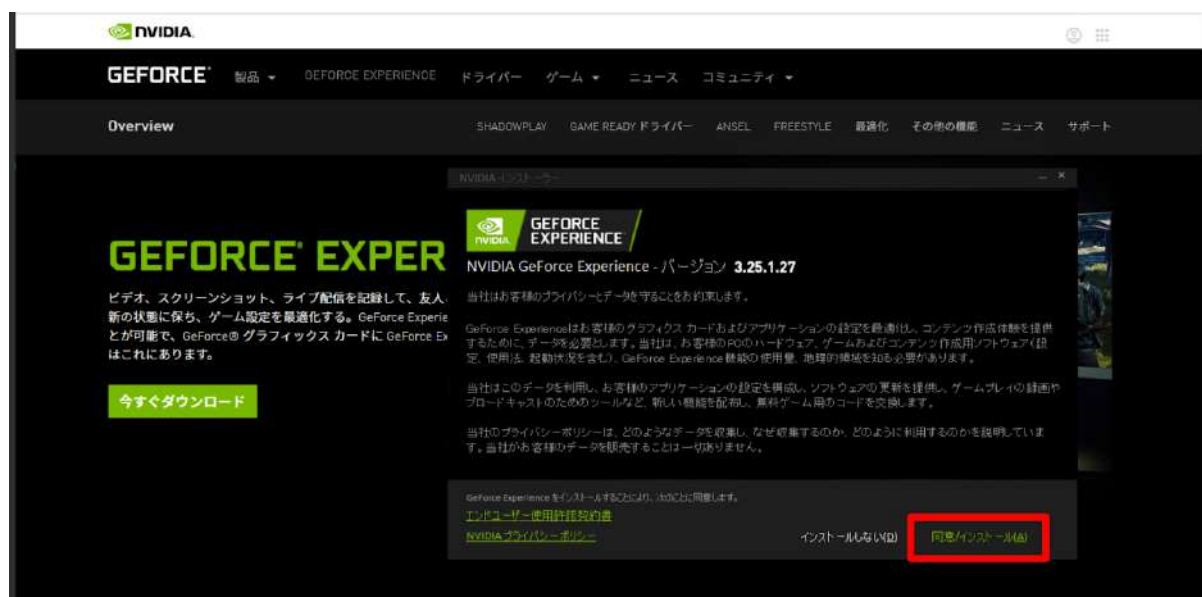 NVIDIA.
GEFORCE 製品 GEFORCE EXPERIENCE ドライバー ゲーム ニュース コミュニティ
Overview SHADOWPLAY GAME READY ドライバー ANSEL FREESTYLE 最適化 その他の機能 ニュース サポート
NVIDIA インストーラー
NVIDIA. GEFORCE
EXPERIENCE
GEFORCE® EXPER
NVIDIA GeForce Experience - バージョン 3.25.1.27
ビデオ、スクリーンショット、ライブ配信を記録して、友人
新の状態に保ち、ゲーム設定を最適化する。GeForce Experie
とが可能で、GeForce® グラフィックス カードに GeForce Ex
はこれにあります。
今すぐダウンロード
当社はお客様のプライバシーとデータを守ることをお約束します。
GeForce Experienceはお客様のグラフィクス カードおよびアプリケーションの設定を最適化し、コンテンツ作成体験を提供
するために、データを必要とします。当社は、お客様のPCのハードウェア、ゲームおよびコンテンツ作成用ソフトウェア(設
定、使用法、起動状況を含む)、GeForce Experience 機能の使用量、地理的領域を知る必要があります。
当社はこのデータを利用し、お客様のアプリケーションの設定を構成し、ソフトウェアの更新を提供し、ゲームプレイの録画や
ブロードキャストのためのツールなど、新しい機能を配布し、無料ゲーム用のコードを交換します。
当社のプライバシーポリシーは、どのようなデータを収集し、なぜ収集するのか、どのように利用するのかを説明していま
す。当社がお客様のデータを販売することは一切ありません。
GeForce Experience をインストールすることにより、次のことに同意します。
エンドユーザー使用許諾契約書
NVIDIA プライバシーポリシー
インストールしない(D) 同意/インストール(A)